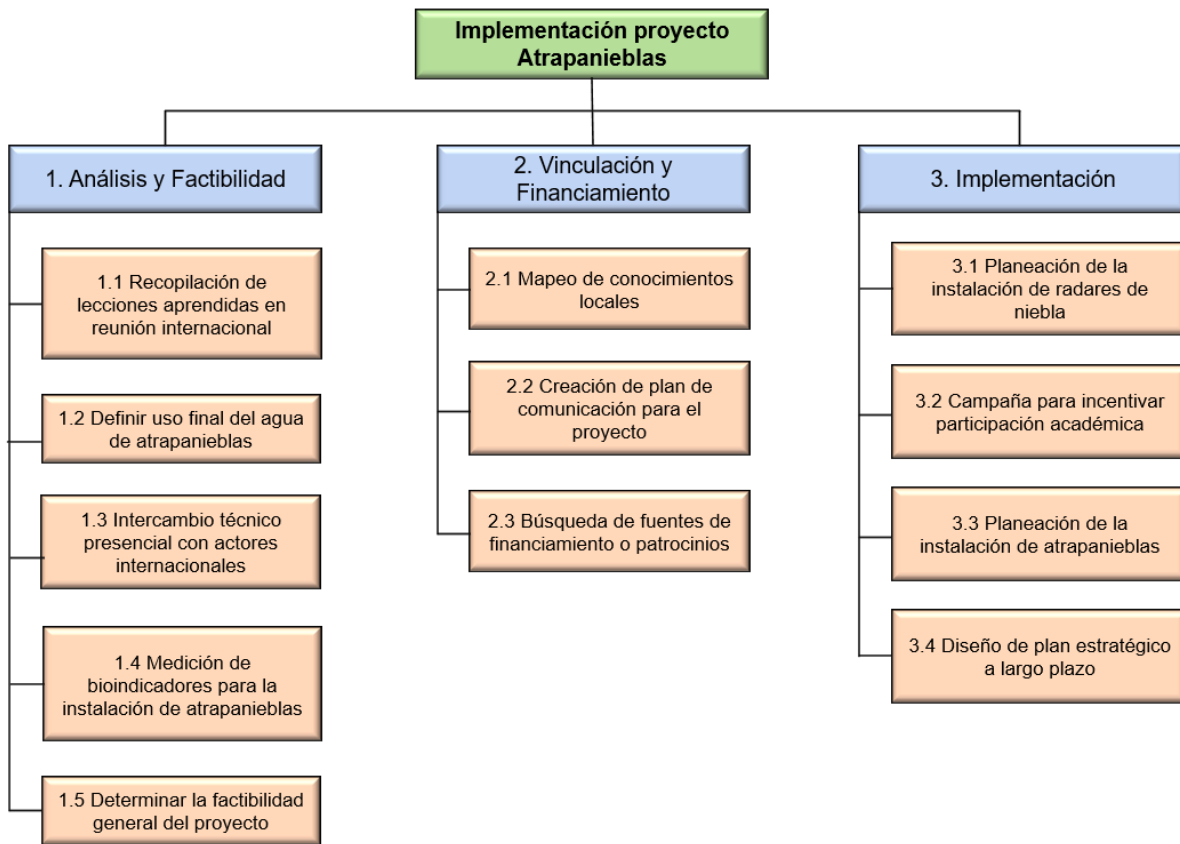 Implementación proyecto
Atrapanieblas
1. Análisis y Factibilidad
1.1 Recopilación de
lecciones aprendidas en
reunión internacional
1.2 Definir uso final del agua
de atrapanieblas
1.3 Intercambio técnico
presencial con actores
internacionales
1.4 Medición de
bioindicadores para la
instalación de atrapanieblas
1.5 Determinar la factibilidad
general del proyecto
2. Vinculación y
Financiamiento
2.1 Mapeo de conocimientos
locales
2.2 Creación de plan de
comunicación para el
proyecto
2.3 Búsqueda de fuentes de
financiamiento o patrocinios
3. Implementación
3.1 Planeación de la
instalación de radares de
niebla
3.2 Campaña para incentivar
participación académica
3.3 Planeación de la
instalación de atrapanieblas
3.4 Diseño de plan estratégico
a largo plazo